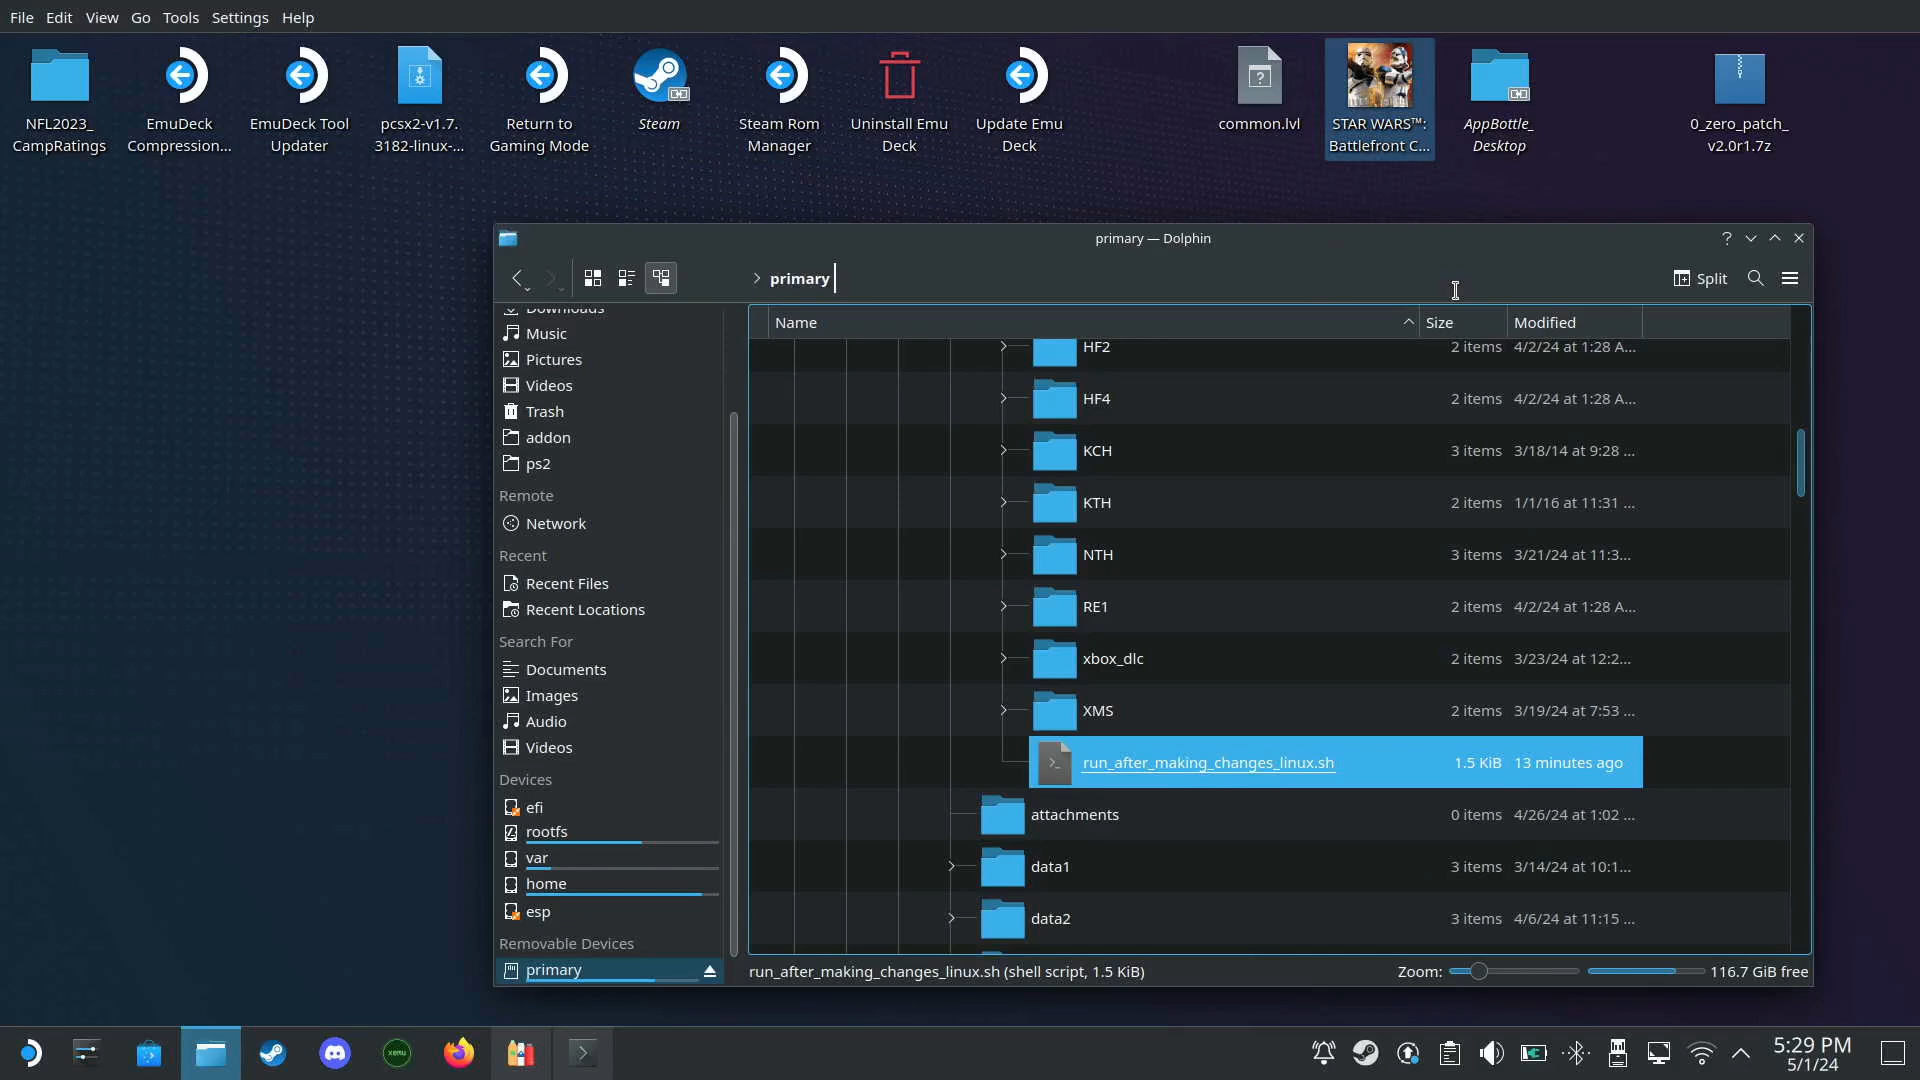 File Edit View Go Tools Settings Help
NFL2023_
CampRatings
EmuDeck
Compression...
EmuDeck Tool
Updater
pcsx2-v1.7.
3182-linux-...
Return to
Gaming Mode
Steam
Steam Rom
Manager
Uninstall Emu
Deck
Update Emu
Deck
common.lvl
STAR WARS™:
Battlefront C...
AppBottle_
Desktop
0_zero_patch_
v2.0r1.7z
primary — Dolphin
primary
Split
Downloads
Music
Pictures
Videos
Trash
addon
ps2
Remote
Network
Recent
Recent Files
Recent Locations
Search For
Documents
Images
Audio
Videos
Devices
efi
rootfs
var
home
esp
Removable Devices
primary
Name Size Modified
HF2 2 items 4/2/24 at 1:28 A...
HF4 2 items 4/2/24 at 1:28 A...
KCH 3 items 3/18/14 at 9:28 ...
KTH 2 items 1/1/16 at 11:31 ...
NTH 3 items 3/21/24 at 11:3...
RE1 2 items 4/2/24 at 1:28 A...
xbox_dlc 2 items 3/23/24 at 12:2...
XMS 2 items 3/19/24 at 7:53 ...
run_after_making_changes_linux.sh 1.5 KiB 13 minutes ago
attachments 0 items 4/26/24 at 1:02 ...
data1 3 items 3/14/24 at 10:1...
data2 3 items 4/6/24 at 11:15 ...
run_after_making_changes_linux.sh (shell script, 1.5 KiB) Zoom: 116.7 GiB free
xemu
5:29 PM
5/1/24